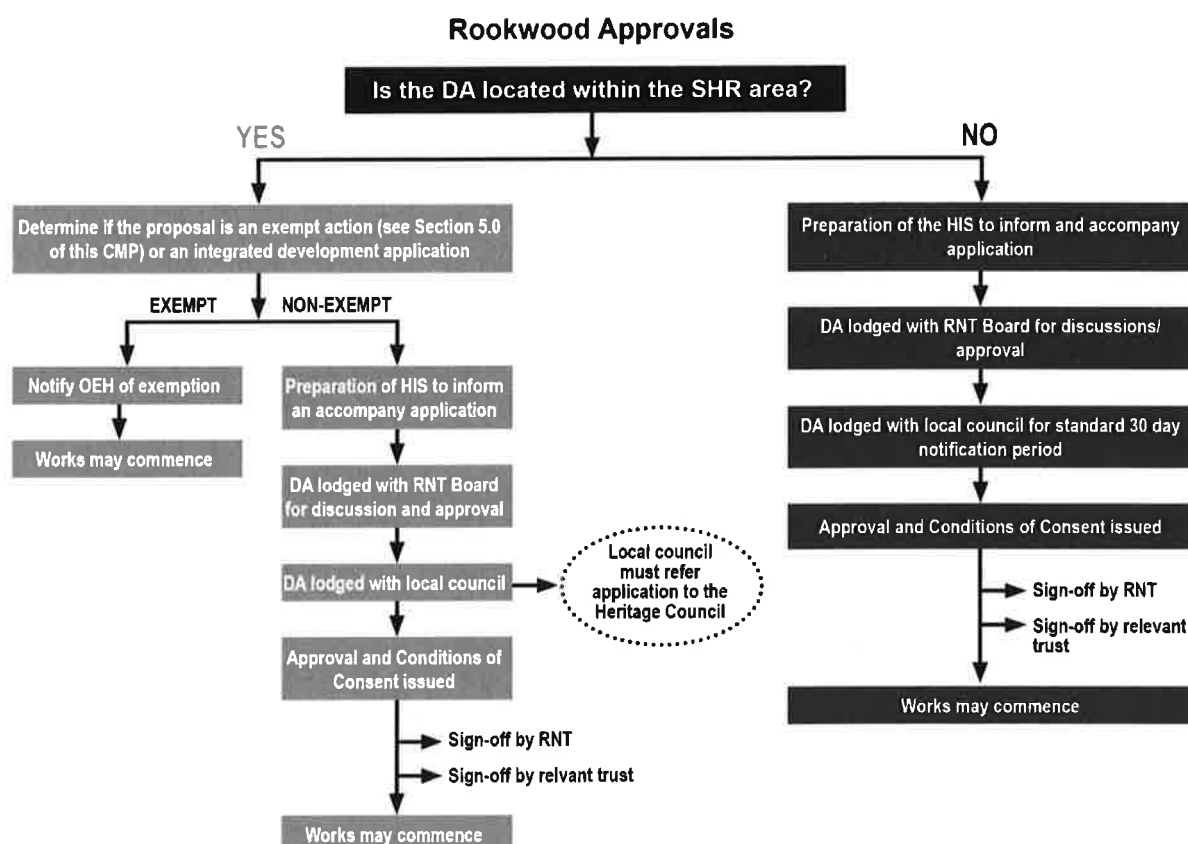 Rookwood Approvals
Is the DA located within the SHR area?
YES
NO
Determine if the proposal is an exempt action (see Section 5.0
of this CMP) or an integrated development application
EXEMPT
NON-EXEMPT
Notify OEH of exemption
Works may commence
Preparation of HIS to inform
an accompany application
DA lodged with RNT Board
for discussion and approval
DA lodged with local council
Local council
must refer
application to the
Heritage Council
Approval and Conditions of
Consent issued
Sign-off by RNT
Sign-off by relvant trust
Works may commence
Preparation of the HIS to inform and accompany
application
DA lodged with RNT Board for discussions/
approval
DA lodged with local council for standard 30 day
notification period
Approval and Conditions of Consent issued
Sign-off by RNT
Sign-off by relevant
trust
Works may commence